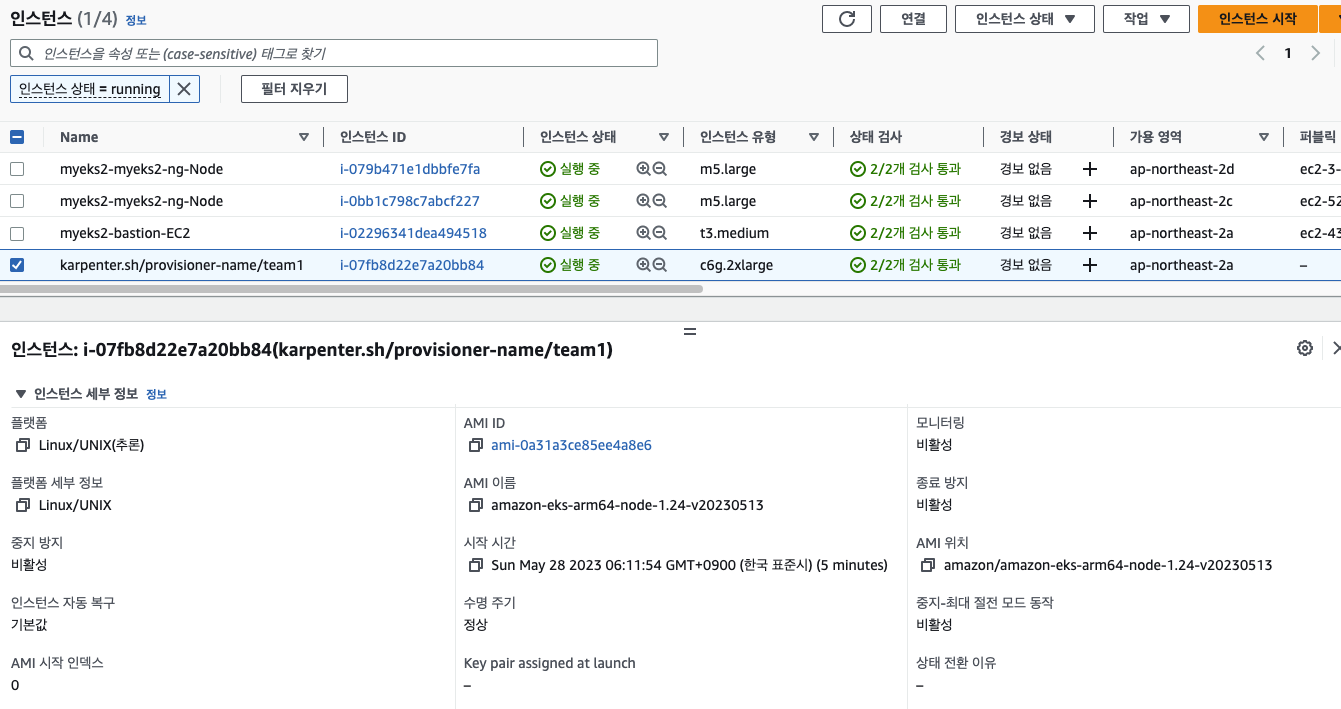 인스턴스 (1/4) 정보
연결 인스턴스 상태 작업 인스턴스 시작
인스턴스을 속성 또는 (case-sensitive) 태그로 찾기
1
인스턴스 상태 = running 필터 지우기
Name 인스턴스 ID 인스턴스 상태 인스턴스 유형 상태 검사 경보 상태 가용 영역 퍼블릭
myeks2-myeks2-ng-Node i-079b471e1dbbfe7fa 실행 중 m5.large 2/2개 검사 통과 경보 없음 ap-northeast-2d ec2-3-
myeks2-myeks2-ng-Node i-0bb1c798c7abcf227 실행 중 m5.large 2/2개 검사 통과 경보 없음 ap-northeast-2c ec2-52
myeks2-bastion-EC2 i-02296341dea494518 실행 중 t3.medium 2/2개 검사 통과 경보 없음 ap-northeast-2a ec2-43
karpenter.sh/provisioner-name/team1 i-07fb8d22e7a20bb84 실행 중 c6g.2xlarge 2/2개 검사 통과 경보 없음 ap-northeast-2a –
인스턴스: i-07fb8d22e7a20bb84(karpenter.sh/provisioner-name/team1)
인스턴스 세부 정보 정보
플랫폼
Linux/UNIX(추론)
플랫폼 세부 정보
Linux/UNIX
중지 방지
비활성
인스턴스 자동 복구
기본값
AMI 시작 인덱스
0
AMI ID
ami-0a31a3ce85ee4a8e6
AMI 이름
amazon-eks-arm64-node-1.24-v20230513
시작 시간
Sun May 28 2023 06:11:54 GMT+0900 (한국 표준시) (5 minutes)
수명 주기
정상
Key pair assigned at launch
–
모니터링
비활성
종료 방지
비활성
AMI 위치
amazon/amazon-eks-arm64-node-1.24-v20230513
중지-최대 절전 모드 동작
비활성
상태 전환 이유
–